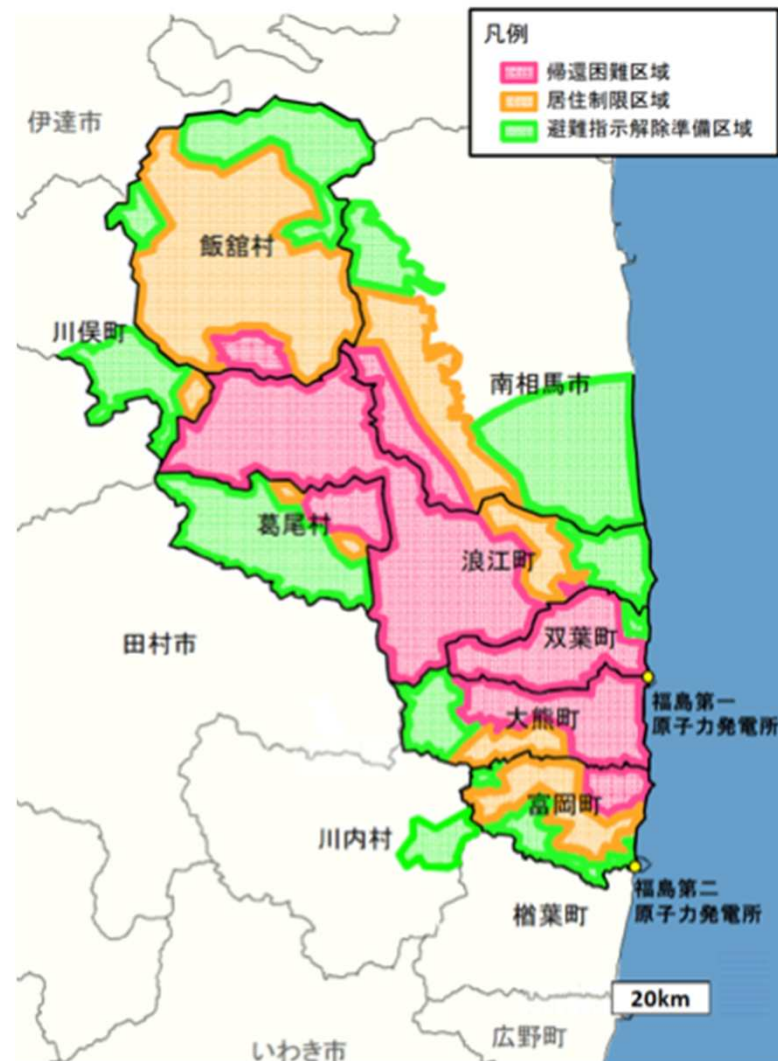 凡例
帰還困難区域
居住制限区域
避難指示解除準備区域
伊達市
飯舘村
川俣町
南相馬市
葛尾村
浪江町
田村市
双葉町
福島第一
原子力発電所
大熊町
富岡町
川内村
福島第二
原子力発電所
楢葉町
20km
広野町
いわき市